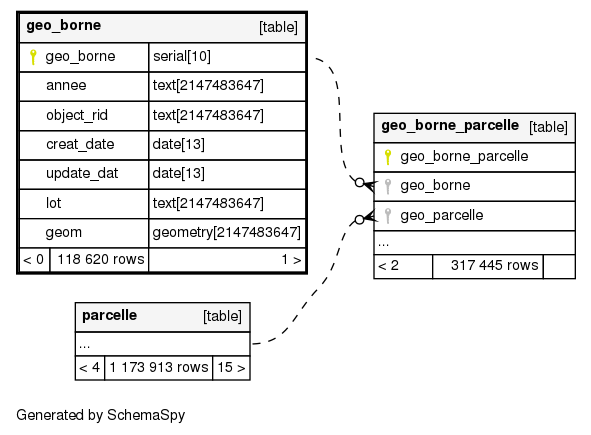 geo_borne [table]
geo_borne serial[10]
annee text[2147483647]
object_rid text[2147483647]
creat_date date[13]
update_dat date[13]
lot text[2147483647]
geom geometry[2147483647]
< 0 118 620 rows 1 >
geo_borne_parcelle [table]
geo_borne_parcelle
geo_borne
geo_parcelle
...
< 2 317 445 rows
parcelle [table]
...
< 4 1 173 913 rows 15 >
Generated by SchemaSpy